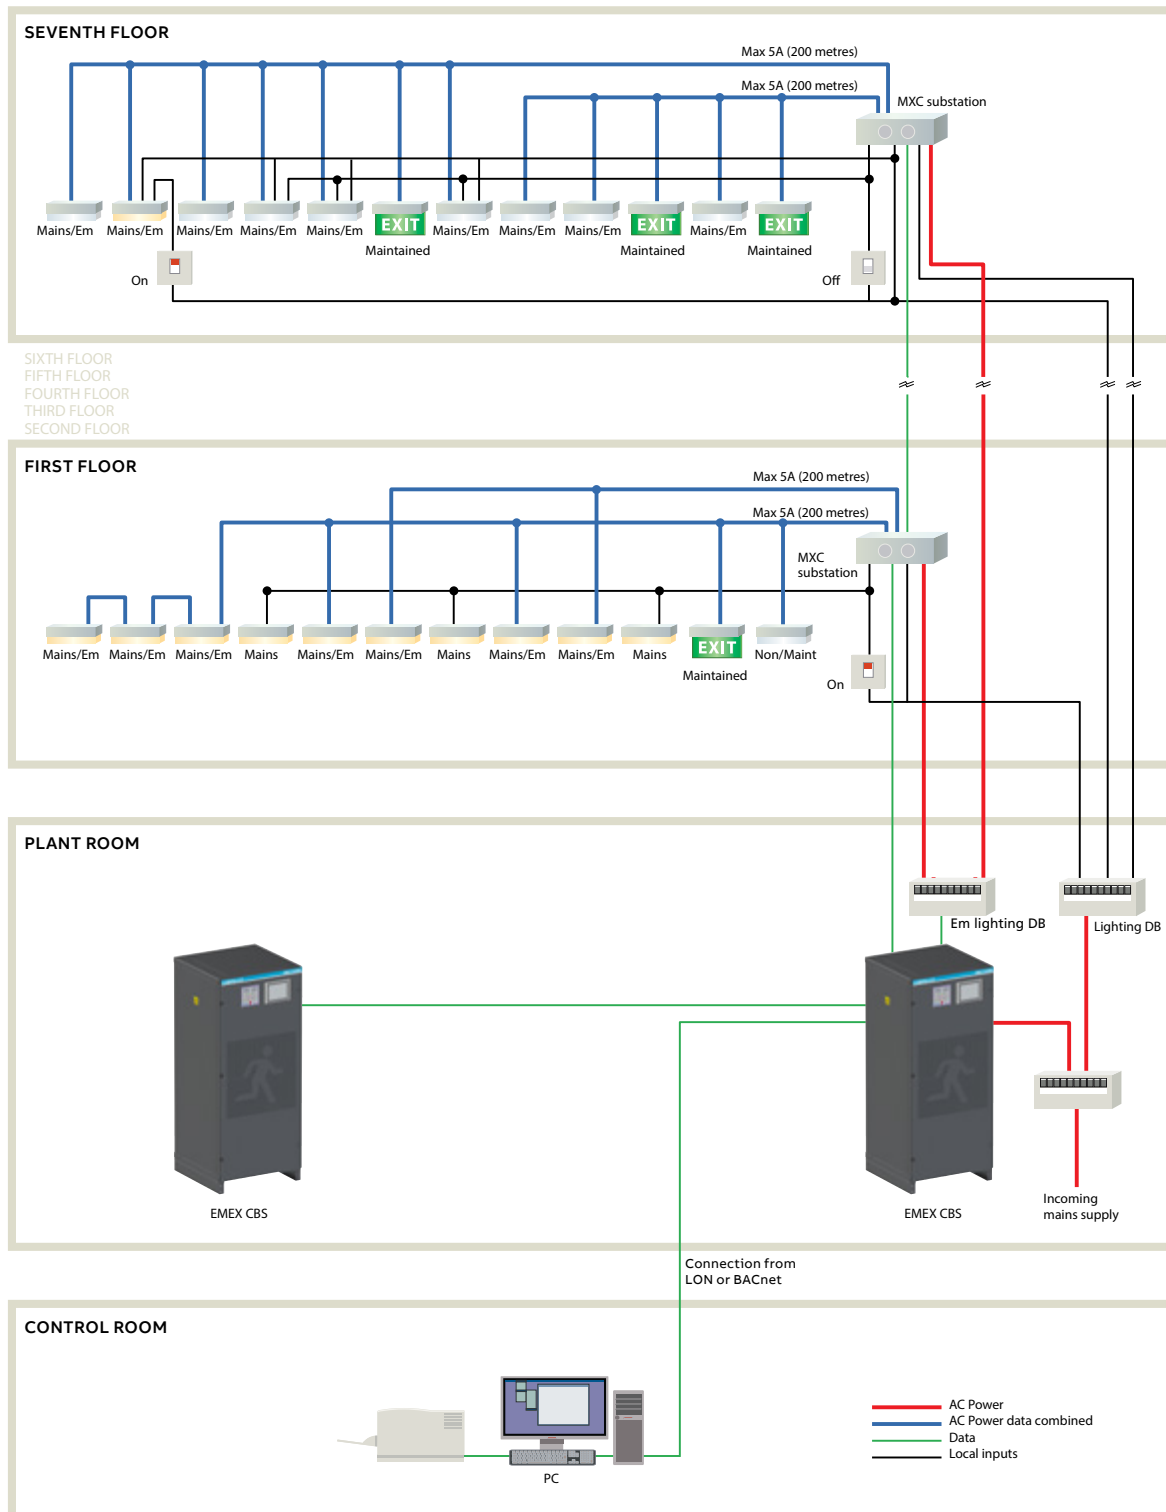 SEVENTH FLOOR
Max 5A (200 metres)
Max 5A (200 metres)
MXC substation
Mains/Em
Mains/Em
Mains/Em
Mains/Em
Mains/Em
EXIT
Maintained
Mains/Em
Mains/Em
Mains/Em
EXIT
Maintained
Mains/Em
EXIT
Maintained
On
Off
SIXTH FLOOR
FIFTH FLOOR
FOURTH FLOOR
THIRD FLOOR
SECOND FLOOR
FIRST FLOOR
Max 5A (200 metres)
Max 5A (200 metres)
MXC
substation
Mains/Em
Mains/Em
Mains/Em
Mains
Mains/Em
Mains/Em
Mains
Mains/Em
Mains/Em
Mains
EXIT
Maintained
Non/Maint
On
PLANT ROOM
Em lighting DB
Lighting DB
EMEX CBS
EMEX CBS
Incoming
mains supply
Connection from
LON or BACnet
CONTROL ROOM
PC
AC Power
AC Power data combined
Data
Local inputs